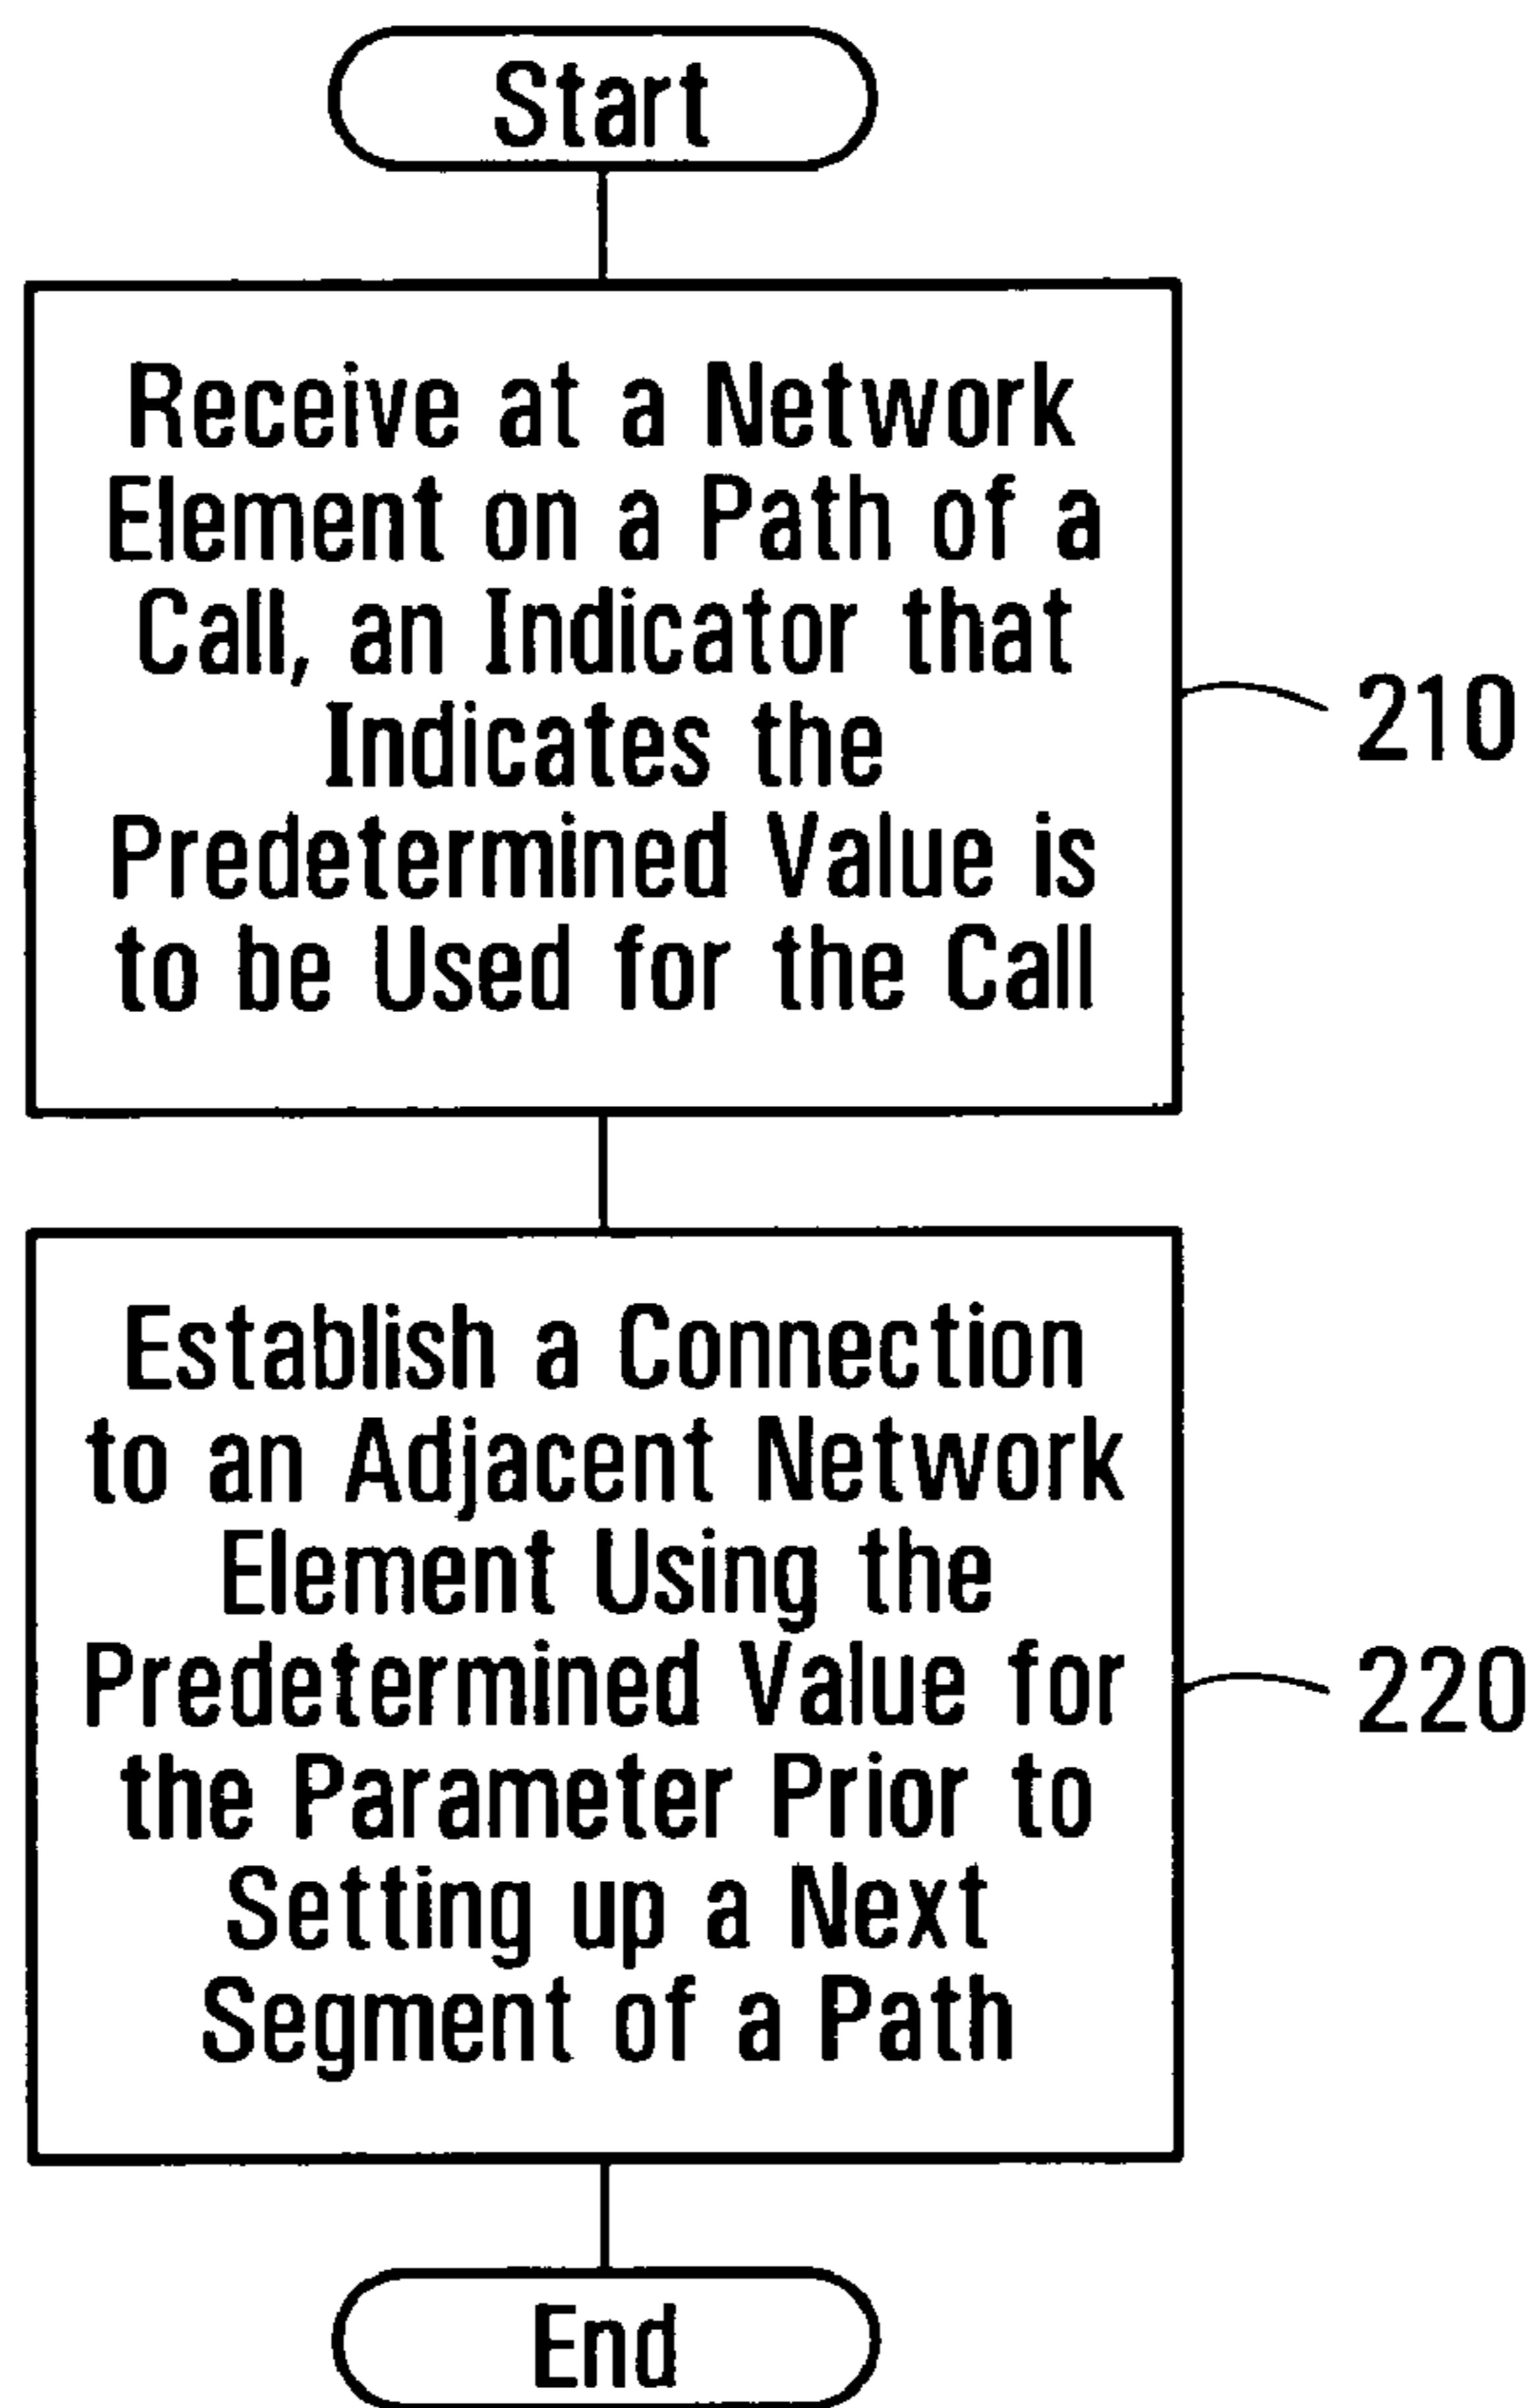 Start
Receive at a Network
Element on a Path of a
Call, an Indicator that
Indicates the
Predetermined Value is
to be Used for the Call
210
Establish a Connection
to an Adjacent Network
Element Using the
Predetermined Value for
the Parameter Prior to
Setting up a Next
Segment of a Path
220
End